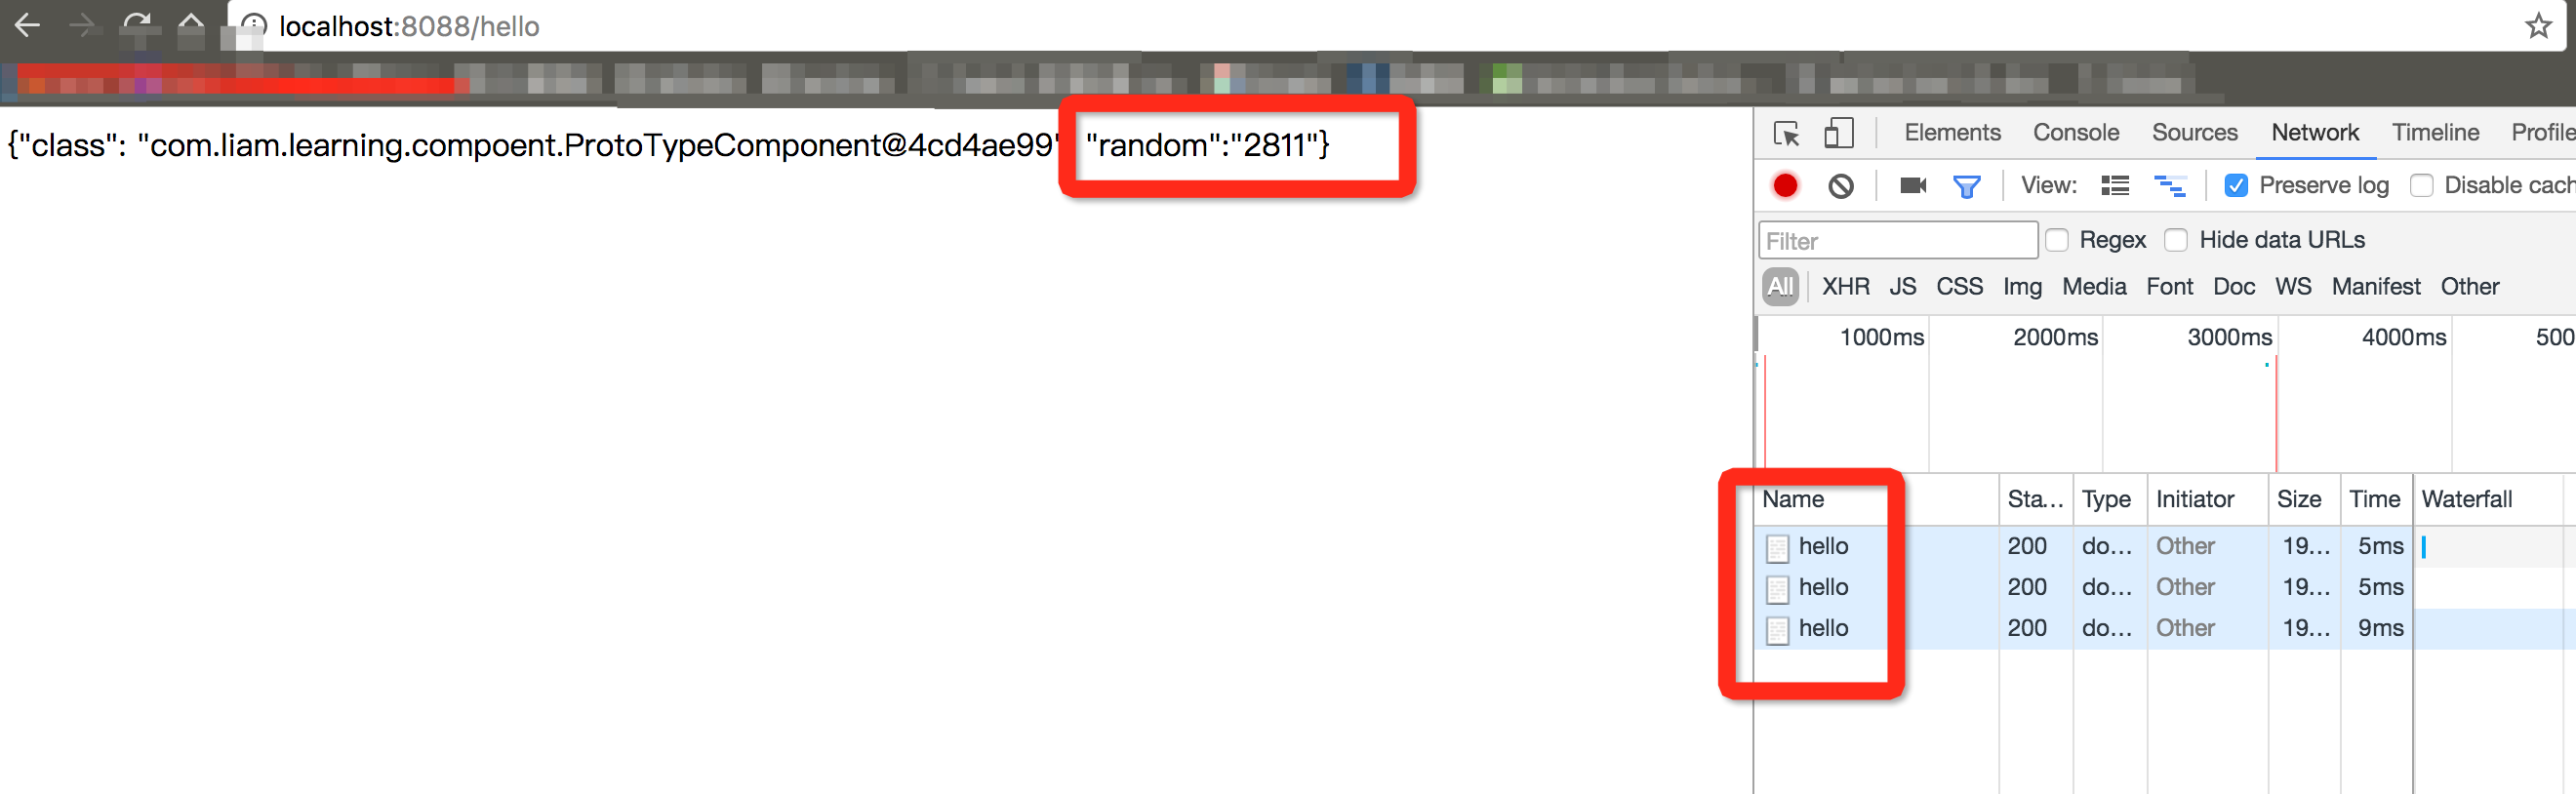 localhost:8088/hello
{"class": "com.liam.learning.compoent.ProtoTypeComponent@4cd4ae99" "random":"2811"}
Elements Console Sources Network Timeline Profile
View: Preserve log Disable cach
Filter Regex Hide data URLs
All XHR JS CSS Img Media Font Doc WS Manifest Other
1000ms 2000ms 3000ms 4000ms 500
Name Sta... Type Initiator Size Time Waterfall
hello 200 do... Other 19... 5ms
hello 200 do... Other 19... 5ms
hello 200 do... Other 19... 9ms